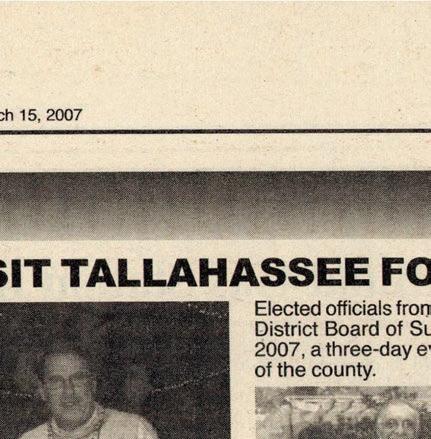 ch 15, 2007
SIT TALLAHASSEE FO
Elected officials from
District Board of Su
2007, a three-day ev
of the county.